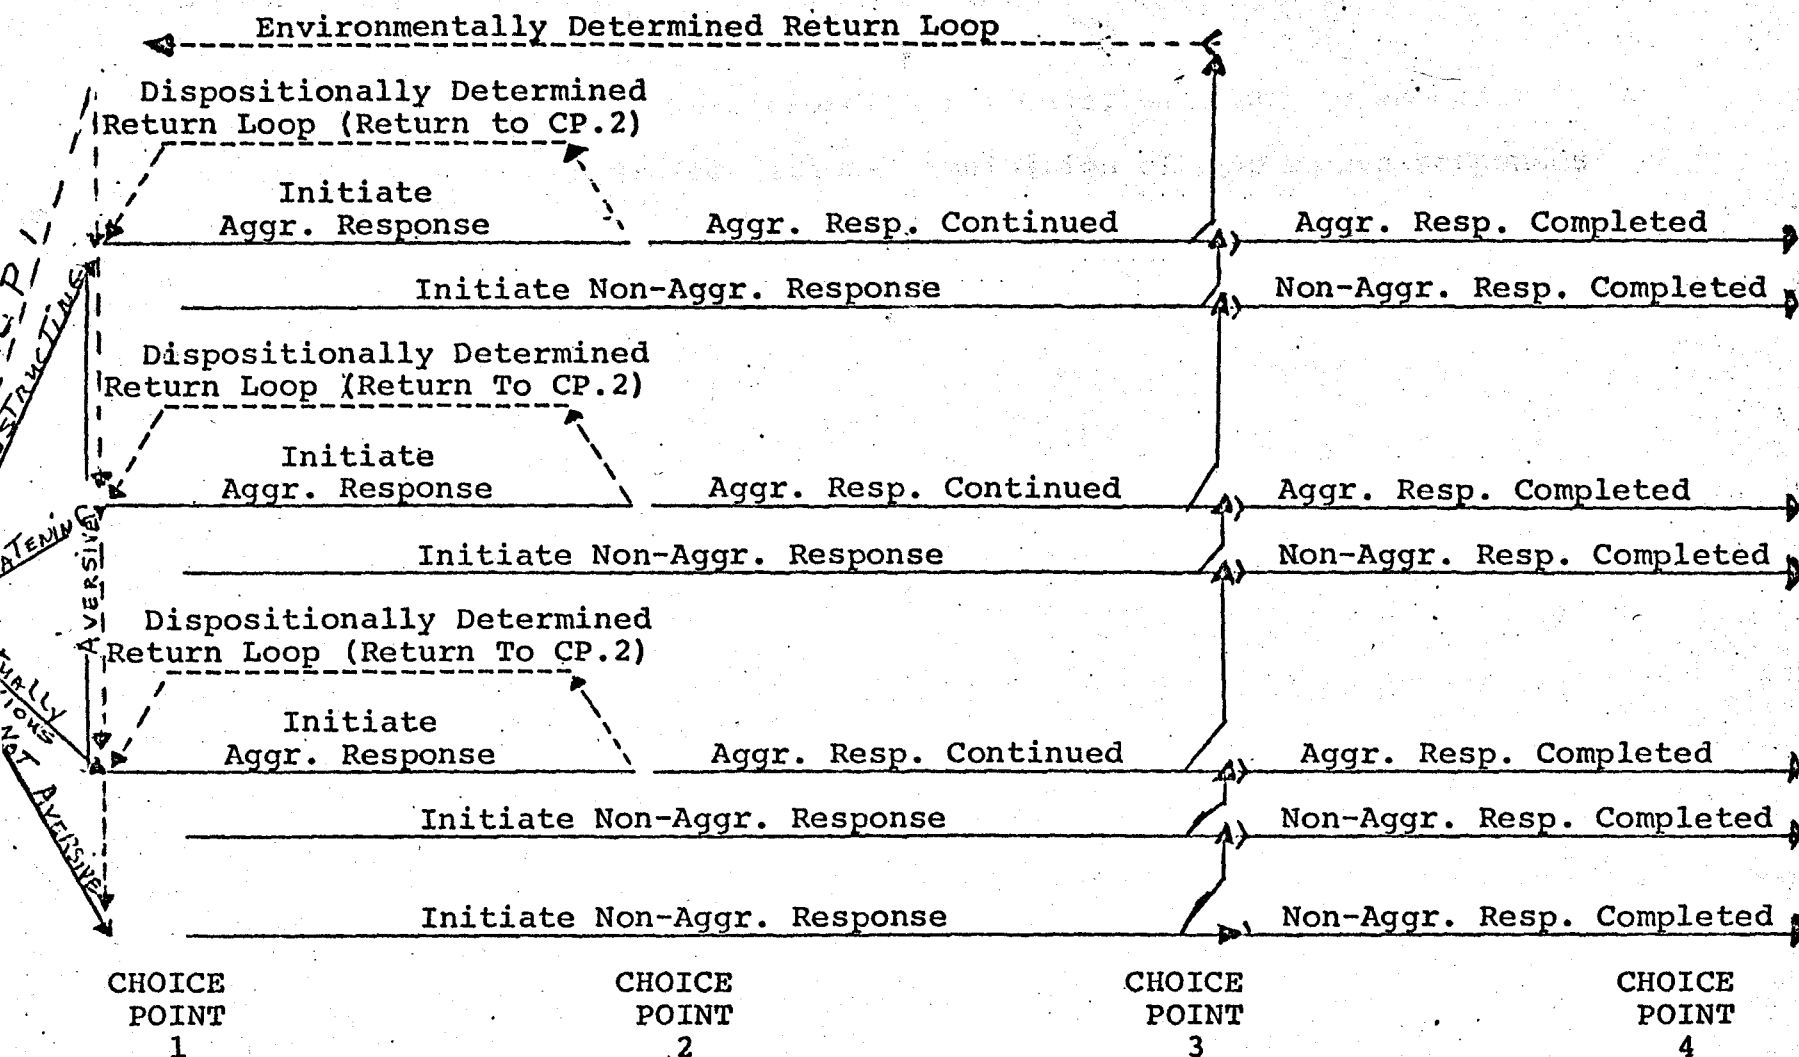 Environmentally Determined Return Loop
Dispositionally Determined
Return Loop (Return to CP.2)
Initiate
Aggr. Response
Aggr. Resp. Continued
Aggr. Resp. Completed
Initiate Non-Aggr. Response
Non-Aggr. Resp. Completed
Dispositionally Determined
Return Loop (Return To CP.2)
Initiate
Aggr. Response
Aggr. Resp. Continued
Aggr. Resp. Completed
Initiate Non-Aggr. Response
Non-Aggr. Resp. Completed
AVERSIVE
Dispositionally Determined
Return Loop (Return To CP.2)
Initiate
Aggr. Response
Aggr. Resp. Continued
Aggr. Resp. Completed
Initiate Non-Aggr. Response
Non-Aggr. Resp. Completed
NOT AVERSIVE
Initiate Non-Aggr. Response
Non-Aggr. Resp. Completed
CHOICE
POINT
1
CHOICE
POINT
2
CHOICE
POINT
3
CHOICE
POINT
4